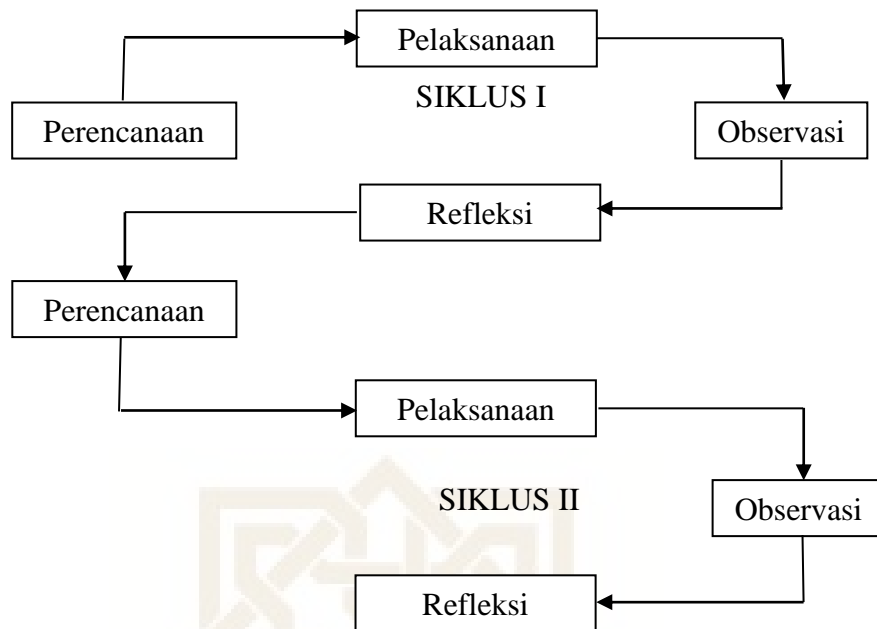 Pelaksanaan
SIKLUS I
Perencanaan
Observasi
Refleksi
Perencanaan
Pelaksanaan
SIKLUS II
Observasi
Refleksi